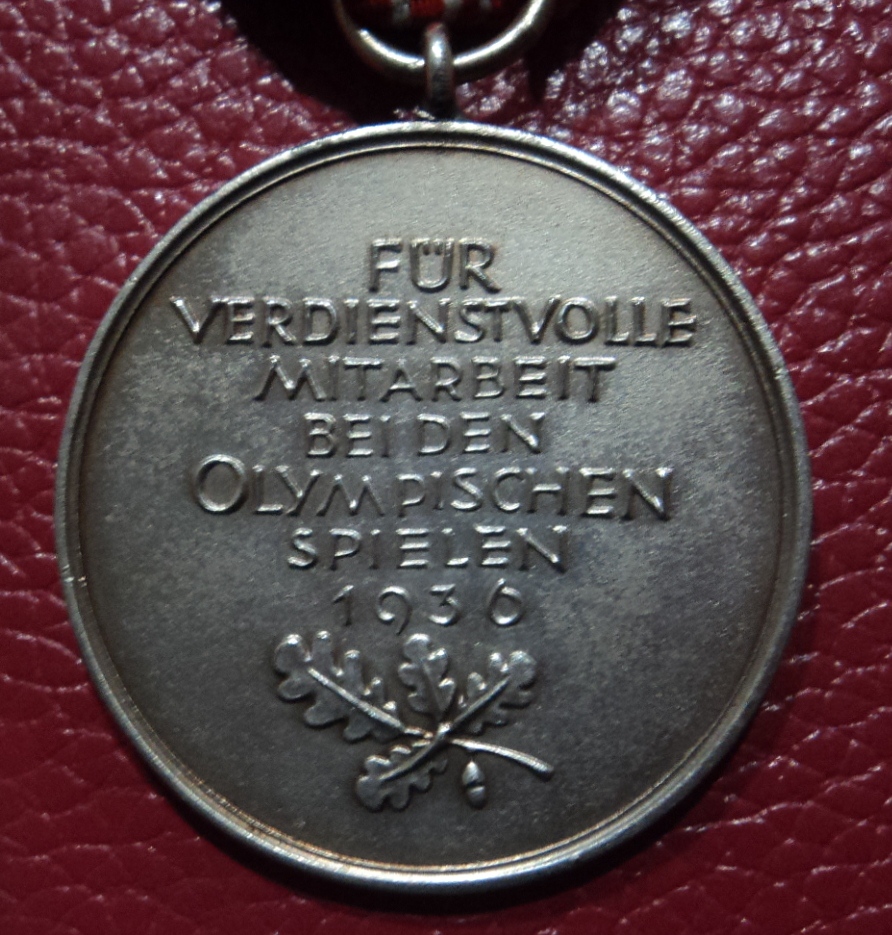 FÜR
VERDIENSTVOLLE
MITARBEIT
BEI DEN
OLYMPISCHEN
SPIELEN
1936